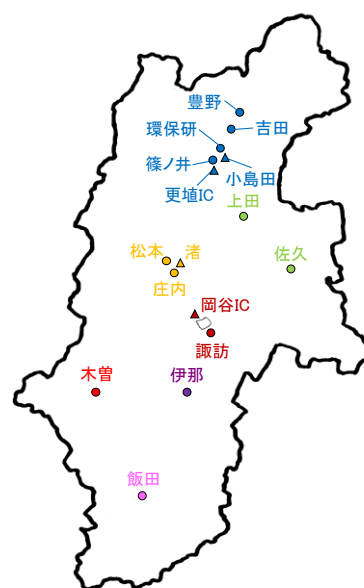 豊野
吉田
環保研
篠ノ井
小島田
更埴IC
上田
佐久
松本
渚
庄内
岡谷IC
諏訪
木曽
伊那
飯田